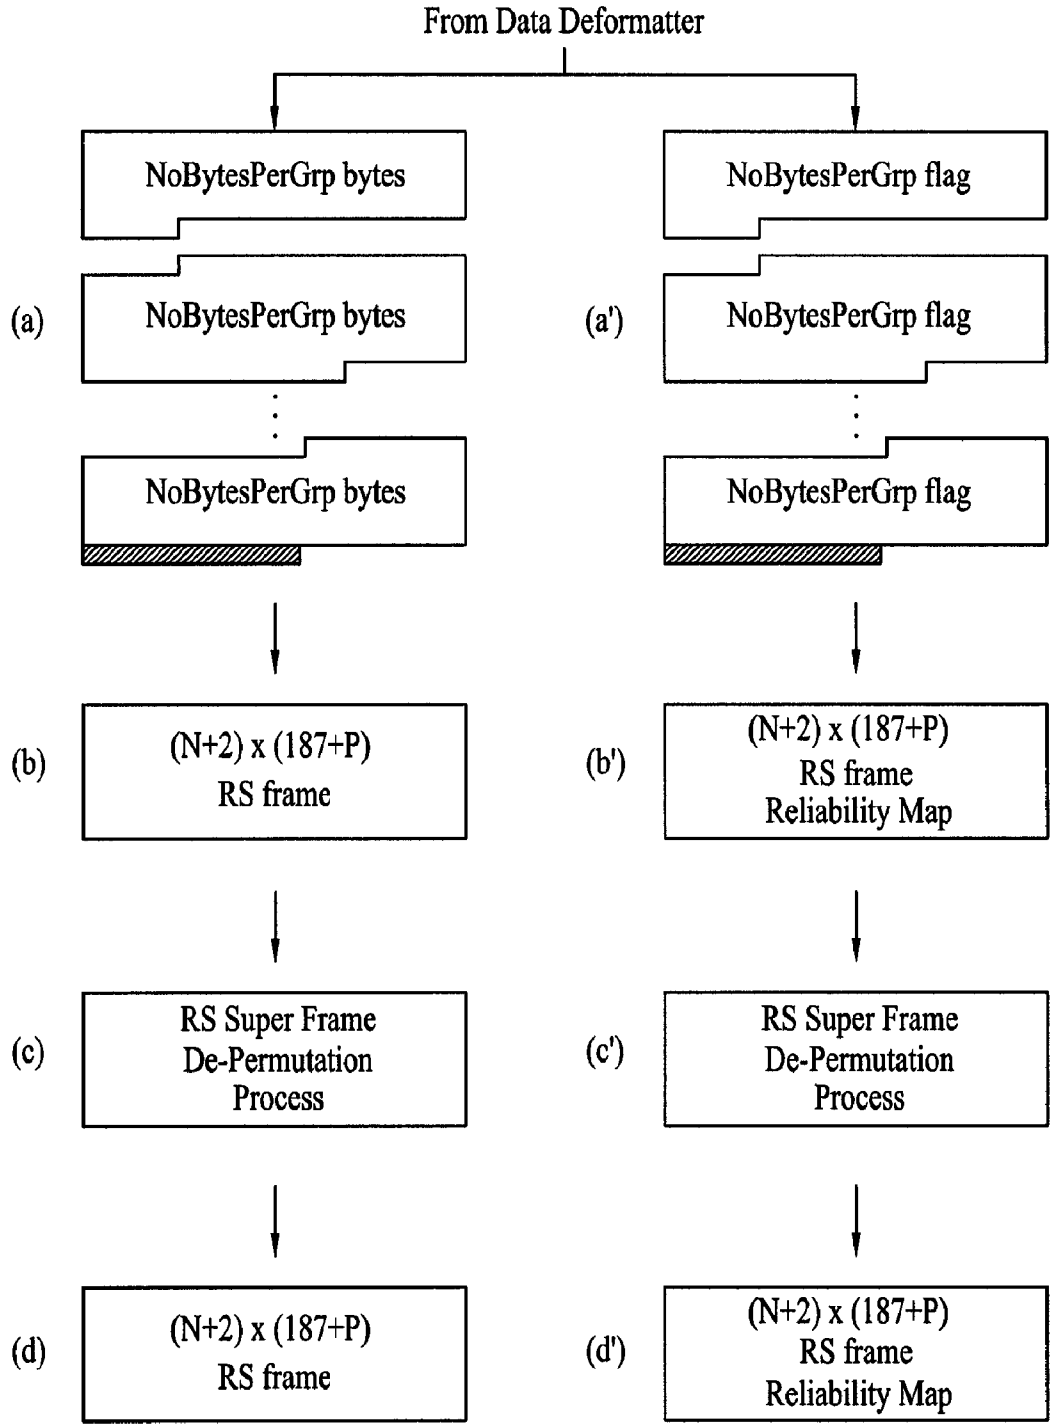 From Data Deformatter
NoBytesPerGrp bytes
NoBytesPerGrp flag
(a)
NoBytesPerGrp bytes
(a')
NoBytesPerGrp flag
NoBytesPerGrp bytes
NoBytesPerGrp flag
(b)
(N+2) x (187+P)
RS frame
(b')
(N+2) x (187+P)
RS frame
Reliability Map
(c)
RS Super Frame
De-Permutation
Process
(c')
RS Super Frame
De-Permutation
Process
(d)
(N+2) x (187+P)
RS frame
(d')
(N+2) x (187+P)
RS frame
Reliability Map